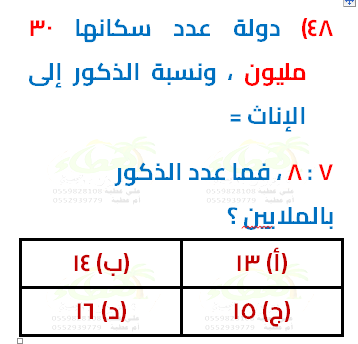 ٤٨) دولة عدد سكانها ٣٠
مليون ، ونسبة الذكور إلى
الإناث =
٧ : ٨ ، فما عدد الذكور
بالملايين ؟
(أ) ١٣ (ب) ١٤
(ج) ١٥ (د) ١٦